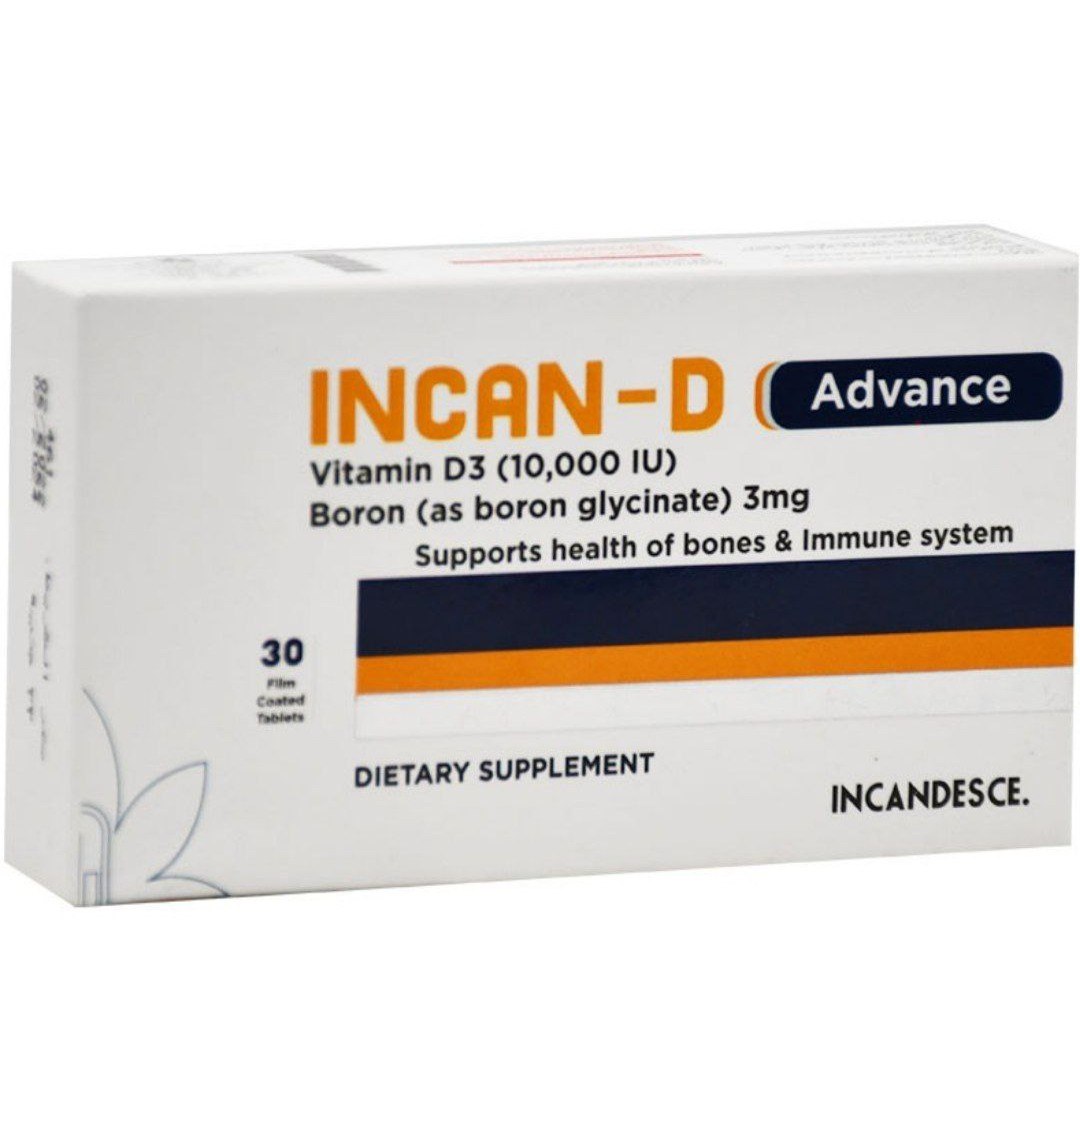 INCAN-D Advance
Vitamin D3 (10,000 IU)
Boron (as boron glycinate) 3mg
Supports health of bones & Immune system
30
Film
Coated
Tablets
DIETARY SUPPLEMENT
INCANDESCE.